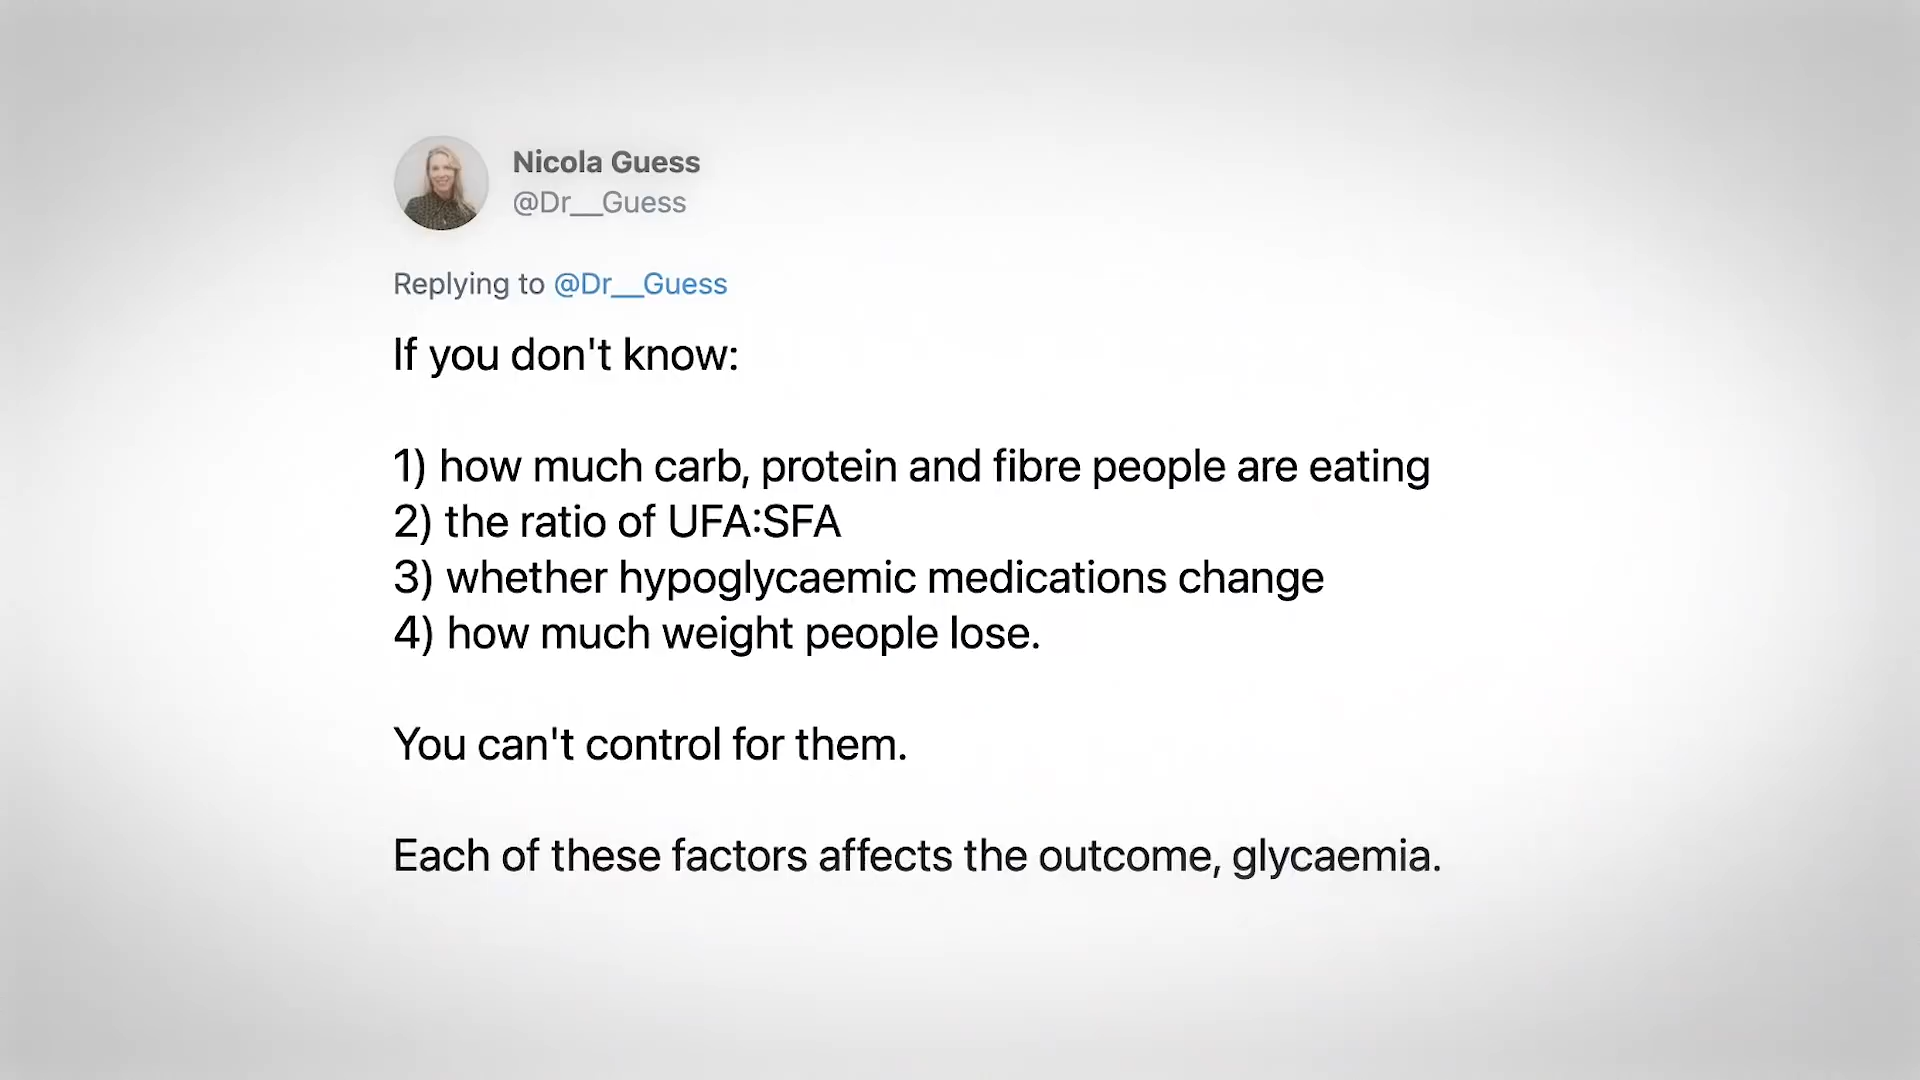 Nicola Guess
@Dr__Guess
Replying to @Dr__Guess
If you don't know:
1) how much carb, protein and fibre people are eating
2) the ratio of UFA:SFA
3) whether hypoglycaemic medications change
4) how much weight people lose.
You can't control for them.
Each of these factors affects the outcome, glycaemia.